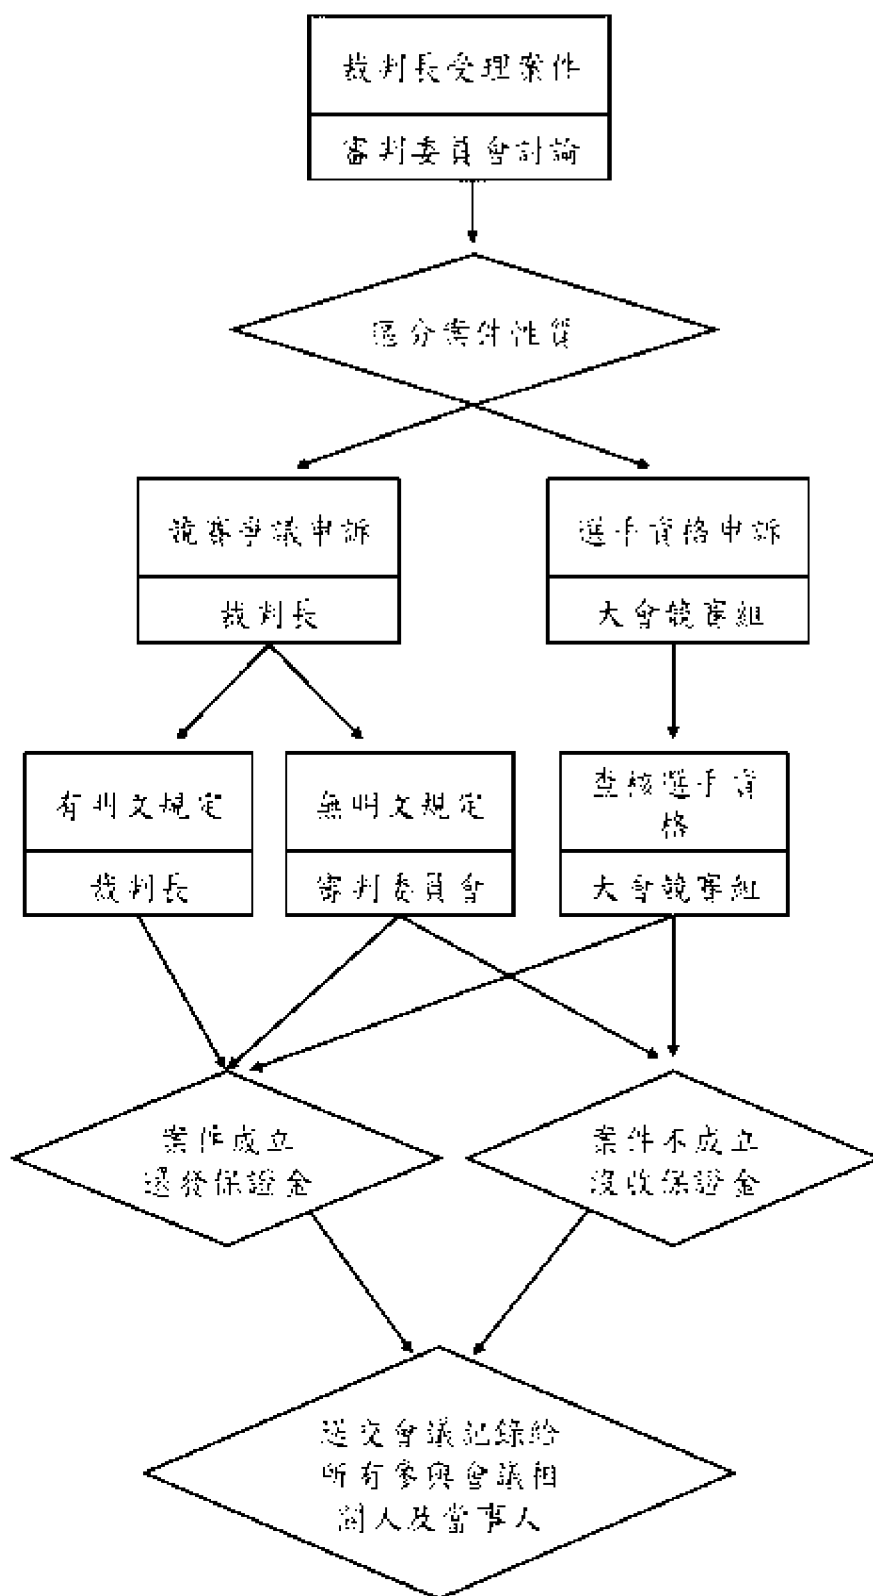 裁判長受理案件
審判委員會討論
區分案件性質
競賽爭議申訴
裁判長
選手資格申訴
大會競賽組
有明文規定
裁判長
無明文規定
審判委員會
查核選手資
格
大會競賽組
案件成立
退發保證金
案件不成立
沒收保證金
送交會議記錄給
所有參與會議相
關人及當事人